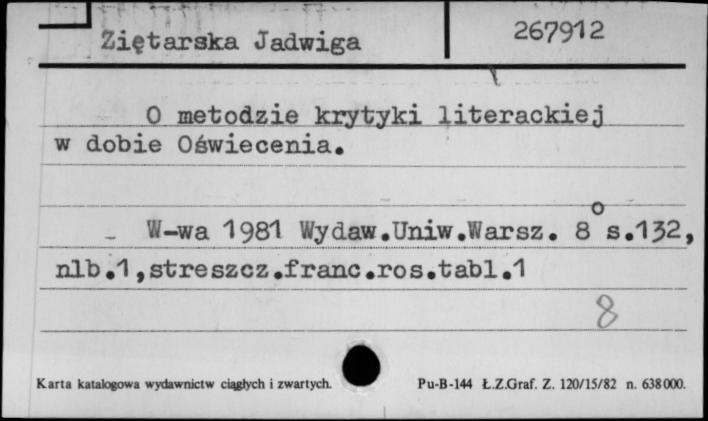 Ziętarska Jadwiga
267912
O metodzie krytyki literackiej
w dobie Oświecenia.
W-wa 1981 Wydaw.Uniw.Warsz. 8° s.132,
nlb.1,streszcz.franc.ros.tabl.1
8
Karta katalogowa wydawnictw ciągłych i zwartych.
Pu-B-144 Ł.Z.Graf. Z. 120/15/82 n. 638000.